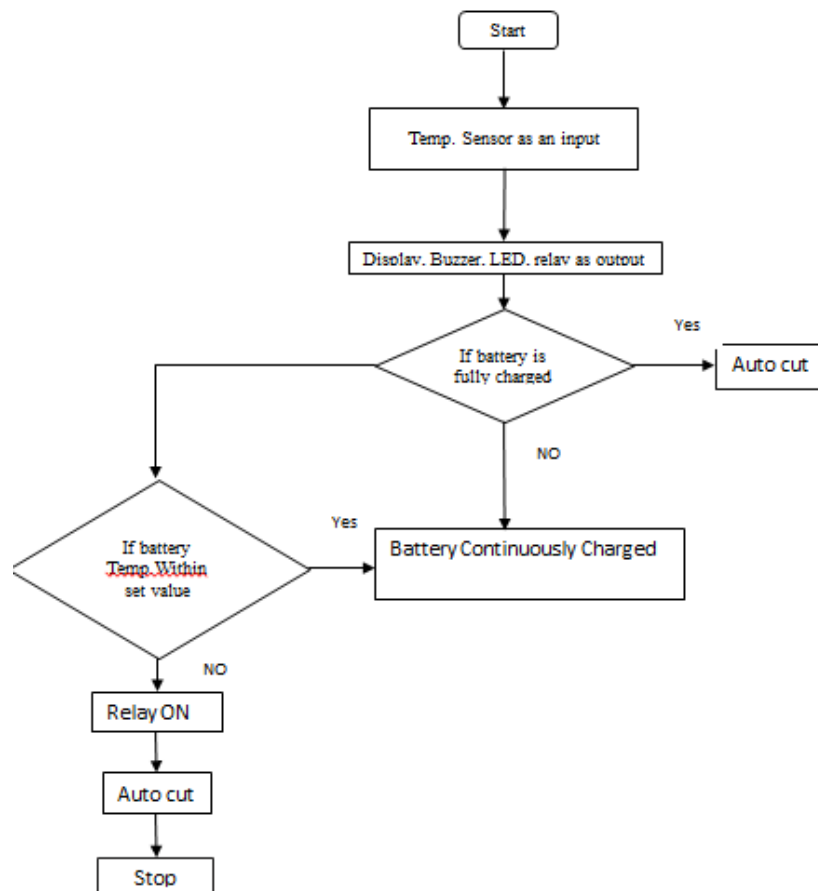 Start
Temp. Sensor as an input
Display, Buzzer, LED, relay as output
Yes
If battery is
fully charged
Auto cut
NO
Yes
If battery
Temp.Within
set value
Battery Continuously Charged
NO
Relay ON
Auto cut
Stop